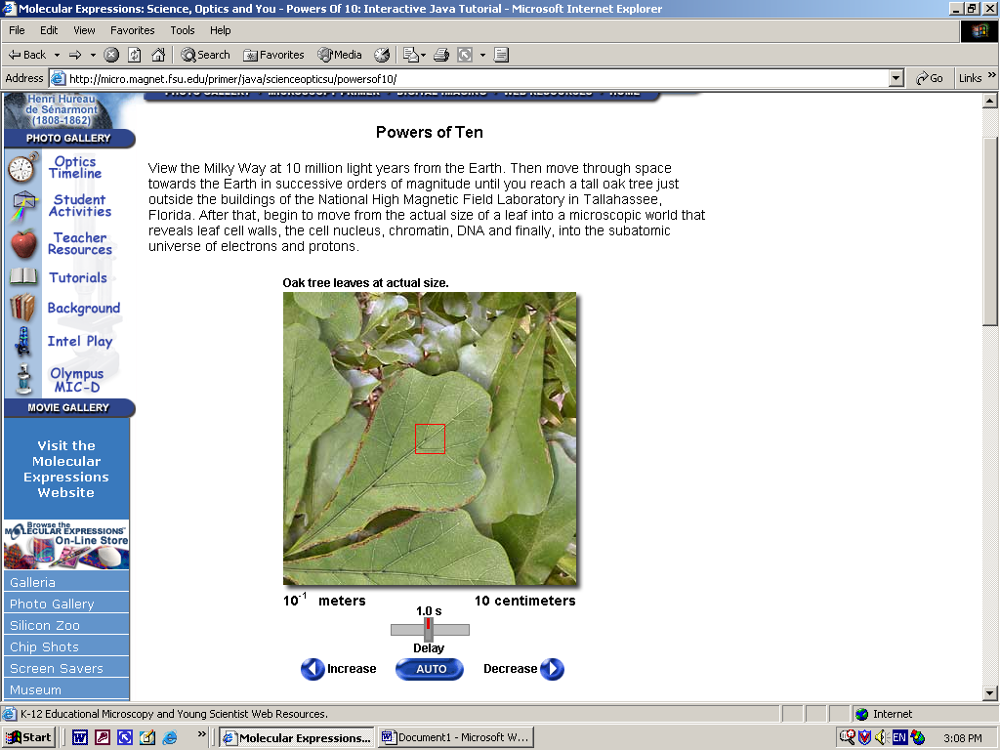 Molecular Expressions: Science, Optics and You - Powers Of 10: Interactive Java Tutorial - Microsoft Internet Explorer
File Edit View Favorites Tools Help
Back Search Favorites Media
Address http://micro.magnet.fsu.edu/primer/java/scienceopticsu/powersof10/ Go Links »
Henri Hureau
de Sénarmont
(1808-1862)
PHOTO GALLERY
Optics
Timeline
Student
Activities
Teacher
Resources
Tutorials
Background
Intel Play
Olympus
MIC-D
MOVIE GALLERY
Visit the
Molecular
Expressions
Website
Browse the
MOLECULAR EXPRESSIONS™
On-Line Store
Galleria
Photo Gallery
Silicon Zoo
Chip Shots
Screen Savers
Museum
PHOTO GALLERY MICROSCOPY PRIMER DIGITAL IMAGING WEB RESOURCES HOME
Powers of Ten
View the Milky Way at 10 million light years from the Earth. Then move through space
towards the Earth in successive orders of magnitude until you reach a tall oak tree just
outside the buildings of the National High Magnetic Field Laboratory in Tallahassee,
Florida. After that, begin to move from the actual size of a leaf into a microscopic world that
reveals leaf cell walls, the cell nucleus, chromatin, DNA and finally, into the subatomic
universe of electrons and protons.
Oak tree leaves at actual size.
10⁻¹ meters 10 centimeters
1.0 s
Delay
Increase AUTO Decrease
K-12 Educational Microscopy and Young Scientist Web Resources. Internet
Start » Molecular Expressions... Document1 - Microsoft W... EN 3:08 PM